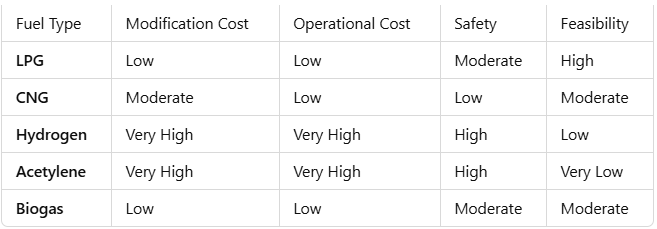 Fuel Type Modification Cost Operational Cost Safety Feasibility
LPG Low Low Moderate High
CNG Moderate Low Low Moderate
Hydrogen Very High Very High High Low
Acetylene Very High Very High High Very Low
Biogas Low Low Moderate Moderate